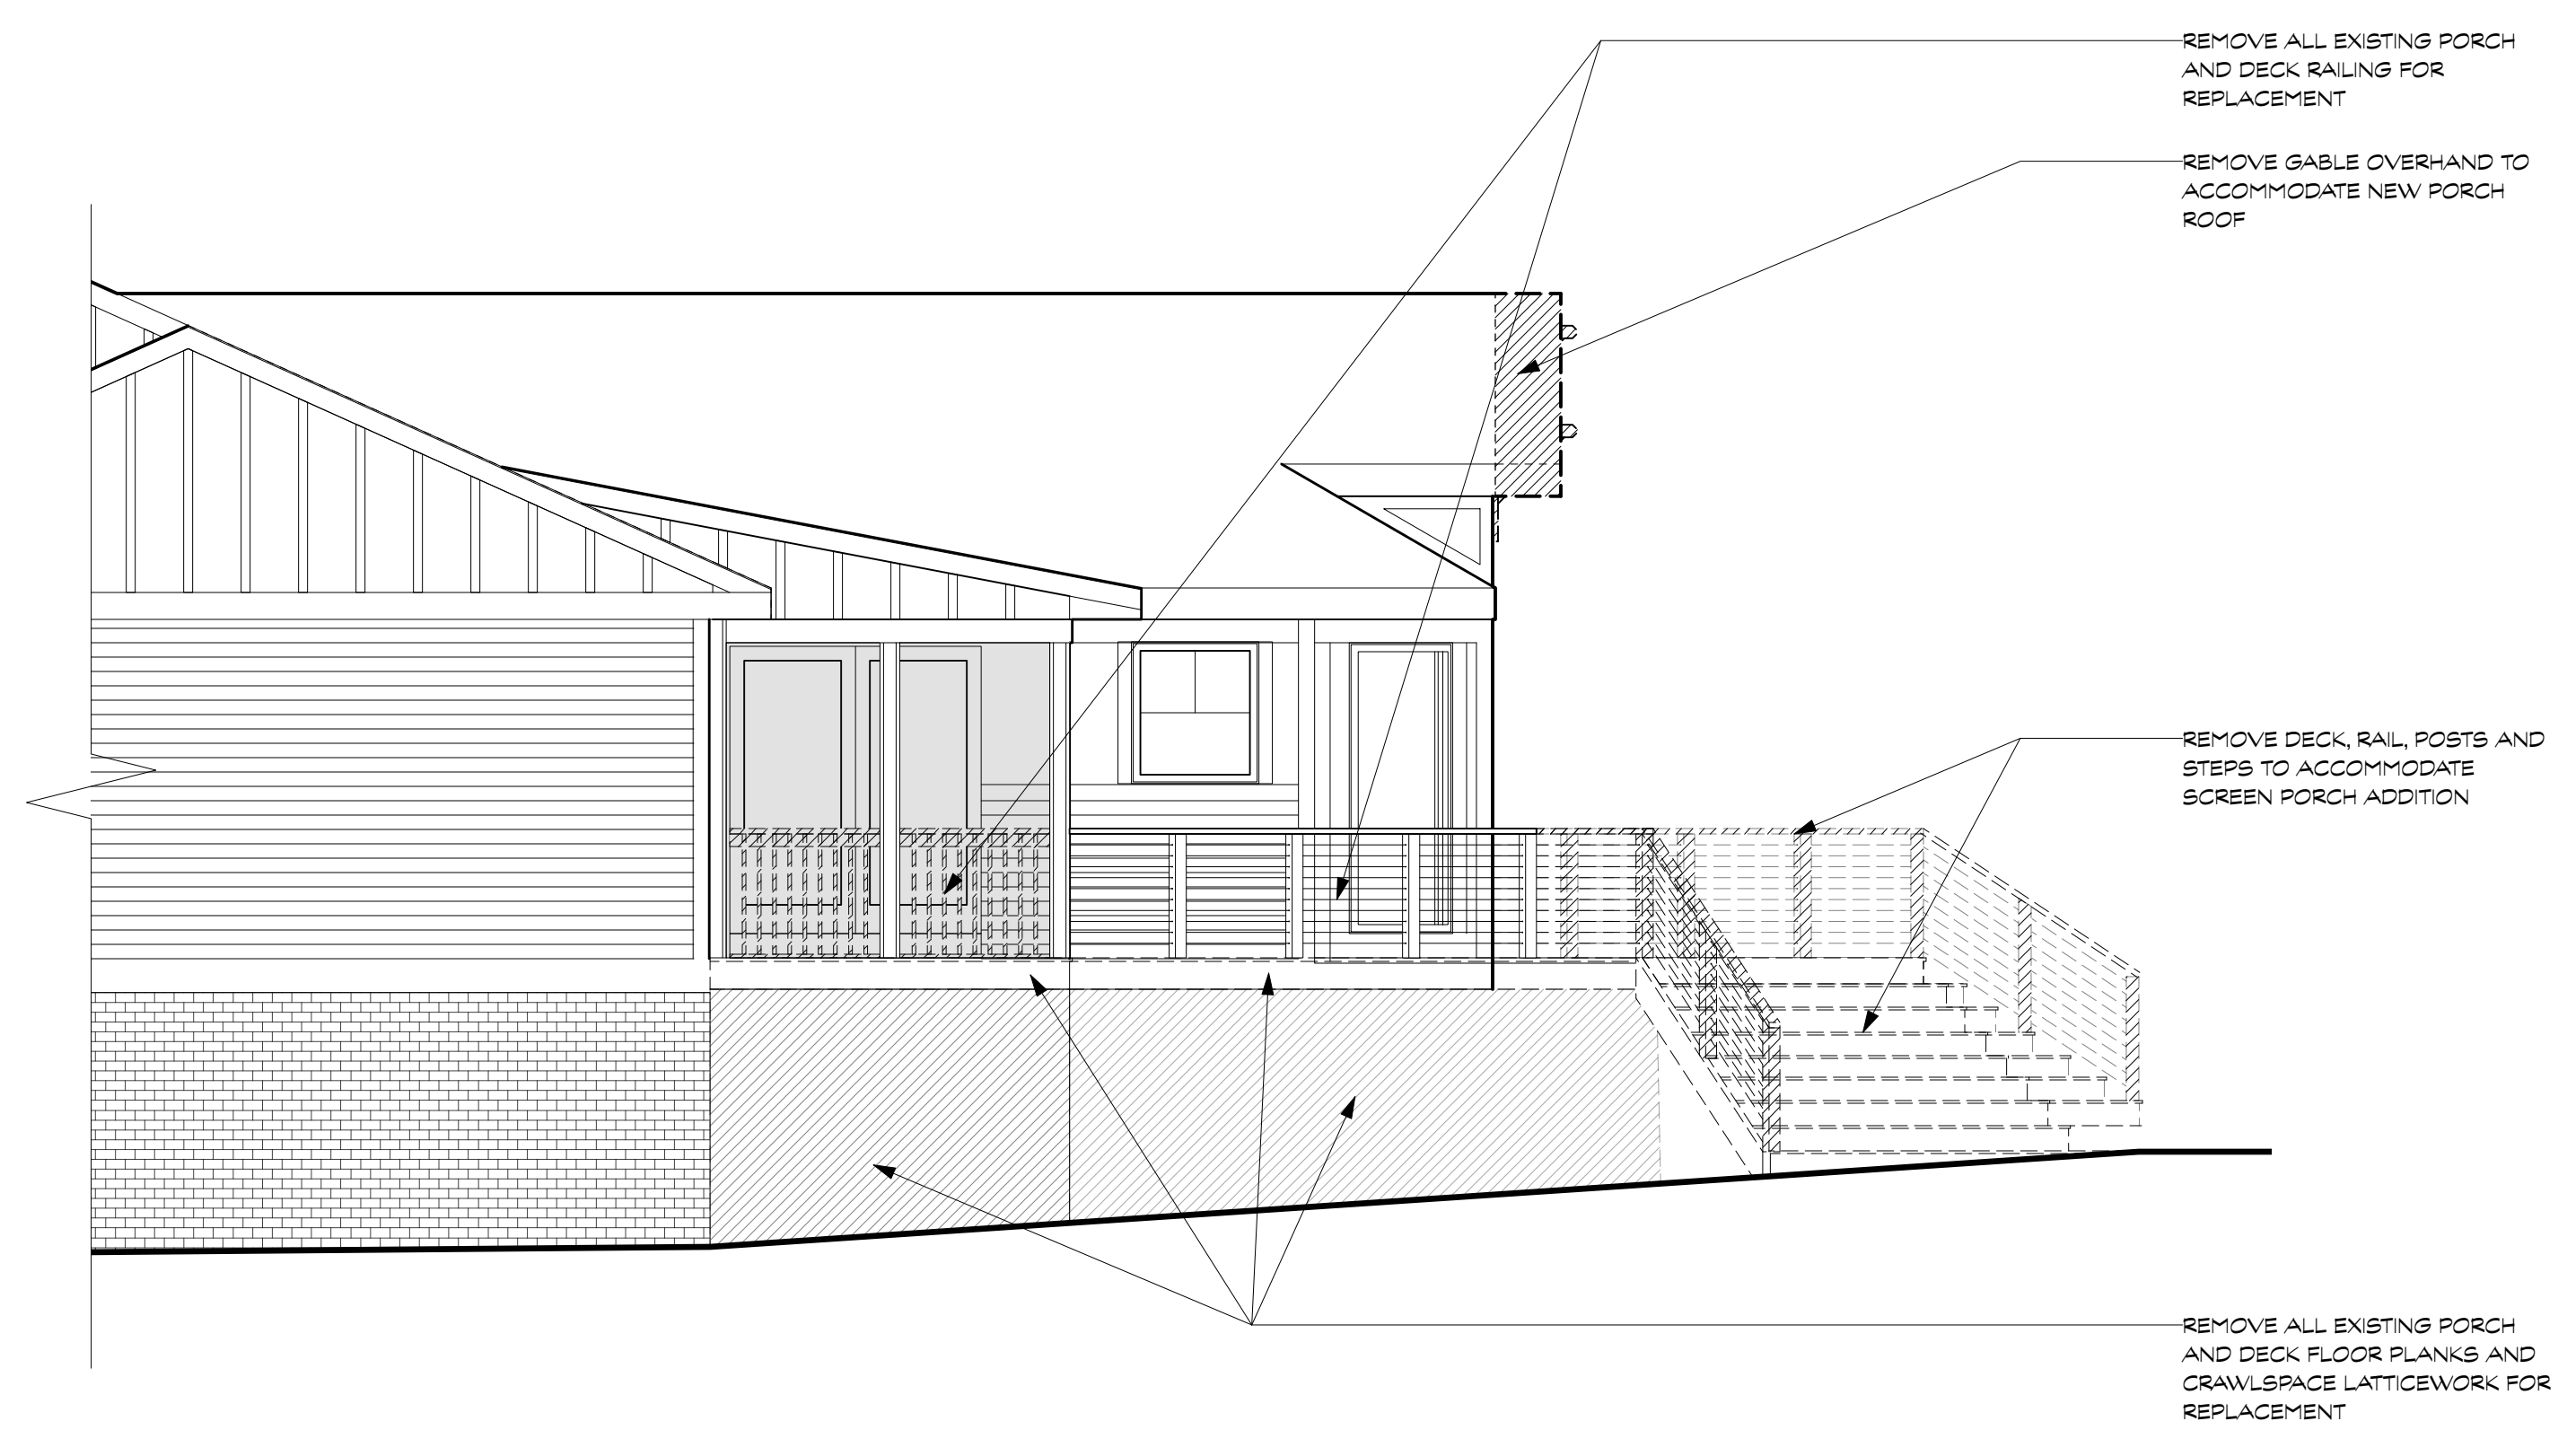 REMOVE ALL EXISTING PORCH
AND DECK RAILING FOR
REPLACEMENT
REMOVE GABLE OVERHAND TO
ACCOMMODATE NEW PORCH
ROOF
REMOVE DECK, RAIL, POSTS AND
STEPS TO ACCOMMODATE
SCREEN PORCH ADDITION
REMOVE ALL EXISTING PORCH
AND DECK FLOOR PLANKS AND
CRAWLSPACE LATTICEWORK FOR
REPLACEMENT